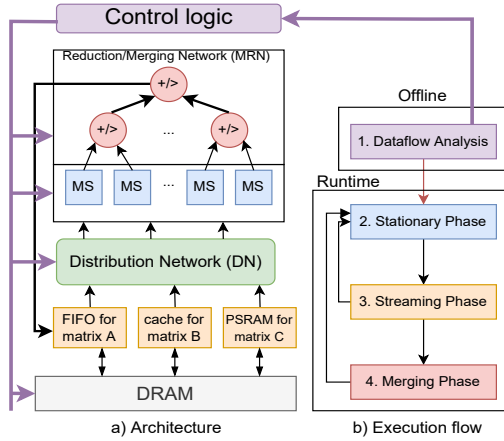 Control logic
Reduction/Merging Network (MRN)
+/>
+/>
...
+/>
MS
MS
...
MS
MS
Distribution Network (DN)
FIFO for
matrix A
cache for
matrix B
PSRAM for
matrix C
DRAM
a) Architecture
Offline
1. Dataflow Analysis
Runtime
2. Stationary Phase
3. Streaming Phase
4. Merging Phase
b) Execution flow